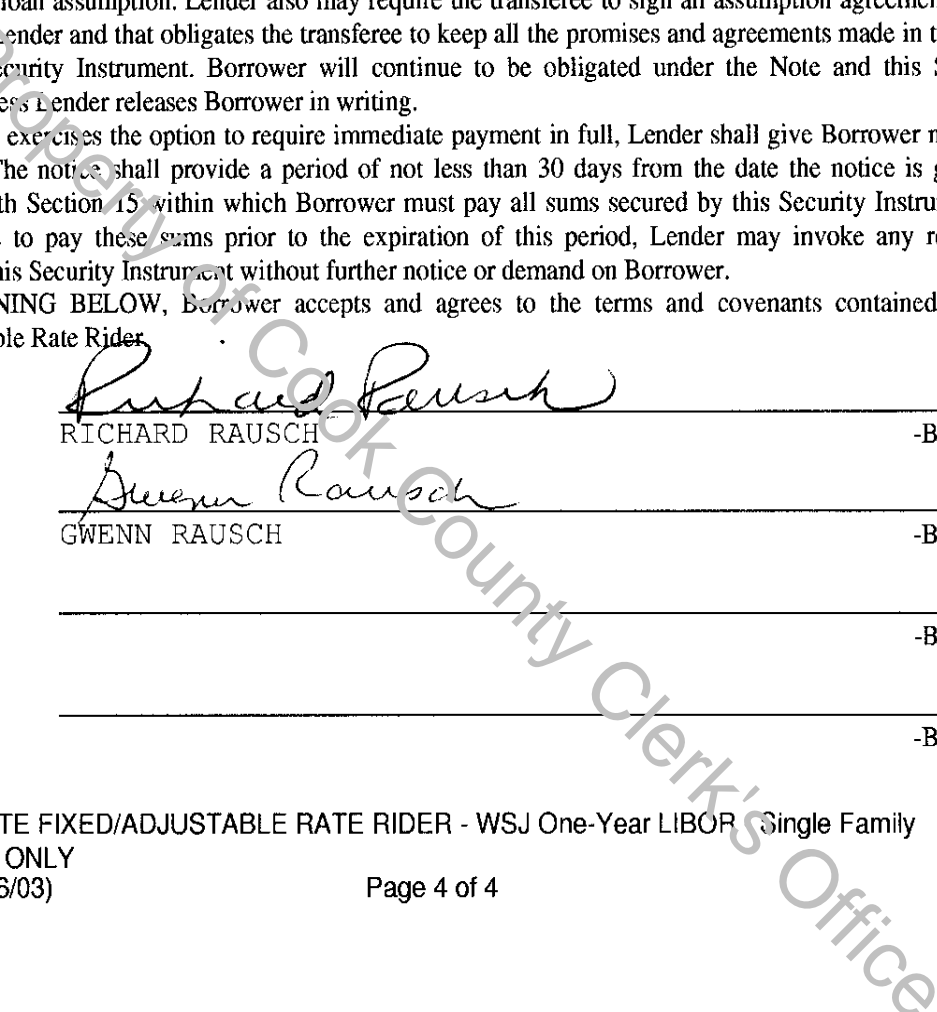 loan assumption. Lender also may require the transferee to sign an assumption agreemen
ender and that obligates the transferee to keep all the promises and agreements made in t
ecurity Instrument. Borrower will continue to be obligated under the Note and this S
ess Lender releases Borrower in writing.
exercises the option to require immediate payment in full, Lender shall give Borrower n
The notice shall provide a period of not less than 30 days from the date the notice is g
th Section 15 within which Borrower must pay all sums secured by this Security Instru
to pay these sums prior to the expiration of this period, Lender may invoke any r
his Security Instrument without further notice or demand on Borrower.
NING BELOW, Borrower accepts and agrees to the terms and covenants contained
ble Rate Rider.
Richard Rausch
RICHARD RAUSCH -B
Gwenn Rausch
GWENN RAUSCH -B
-B
-B
TE FIXED/ADJUSTABLE RATE RIDER - WSJ One-Year LIBOR Single Family
ONLY
6/03) Page 4 of 4
Property of Cook County Clerk's Office